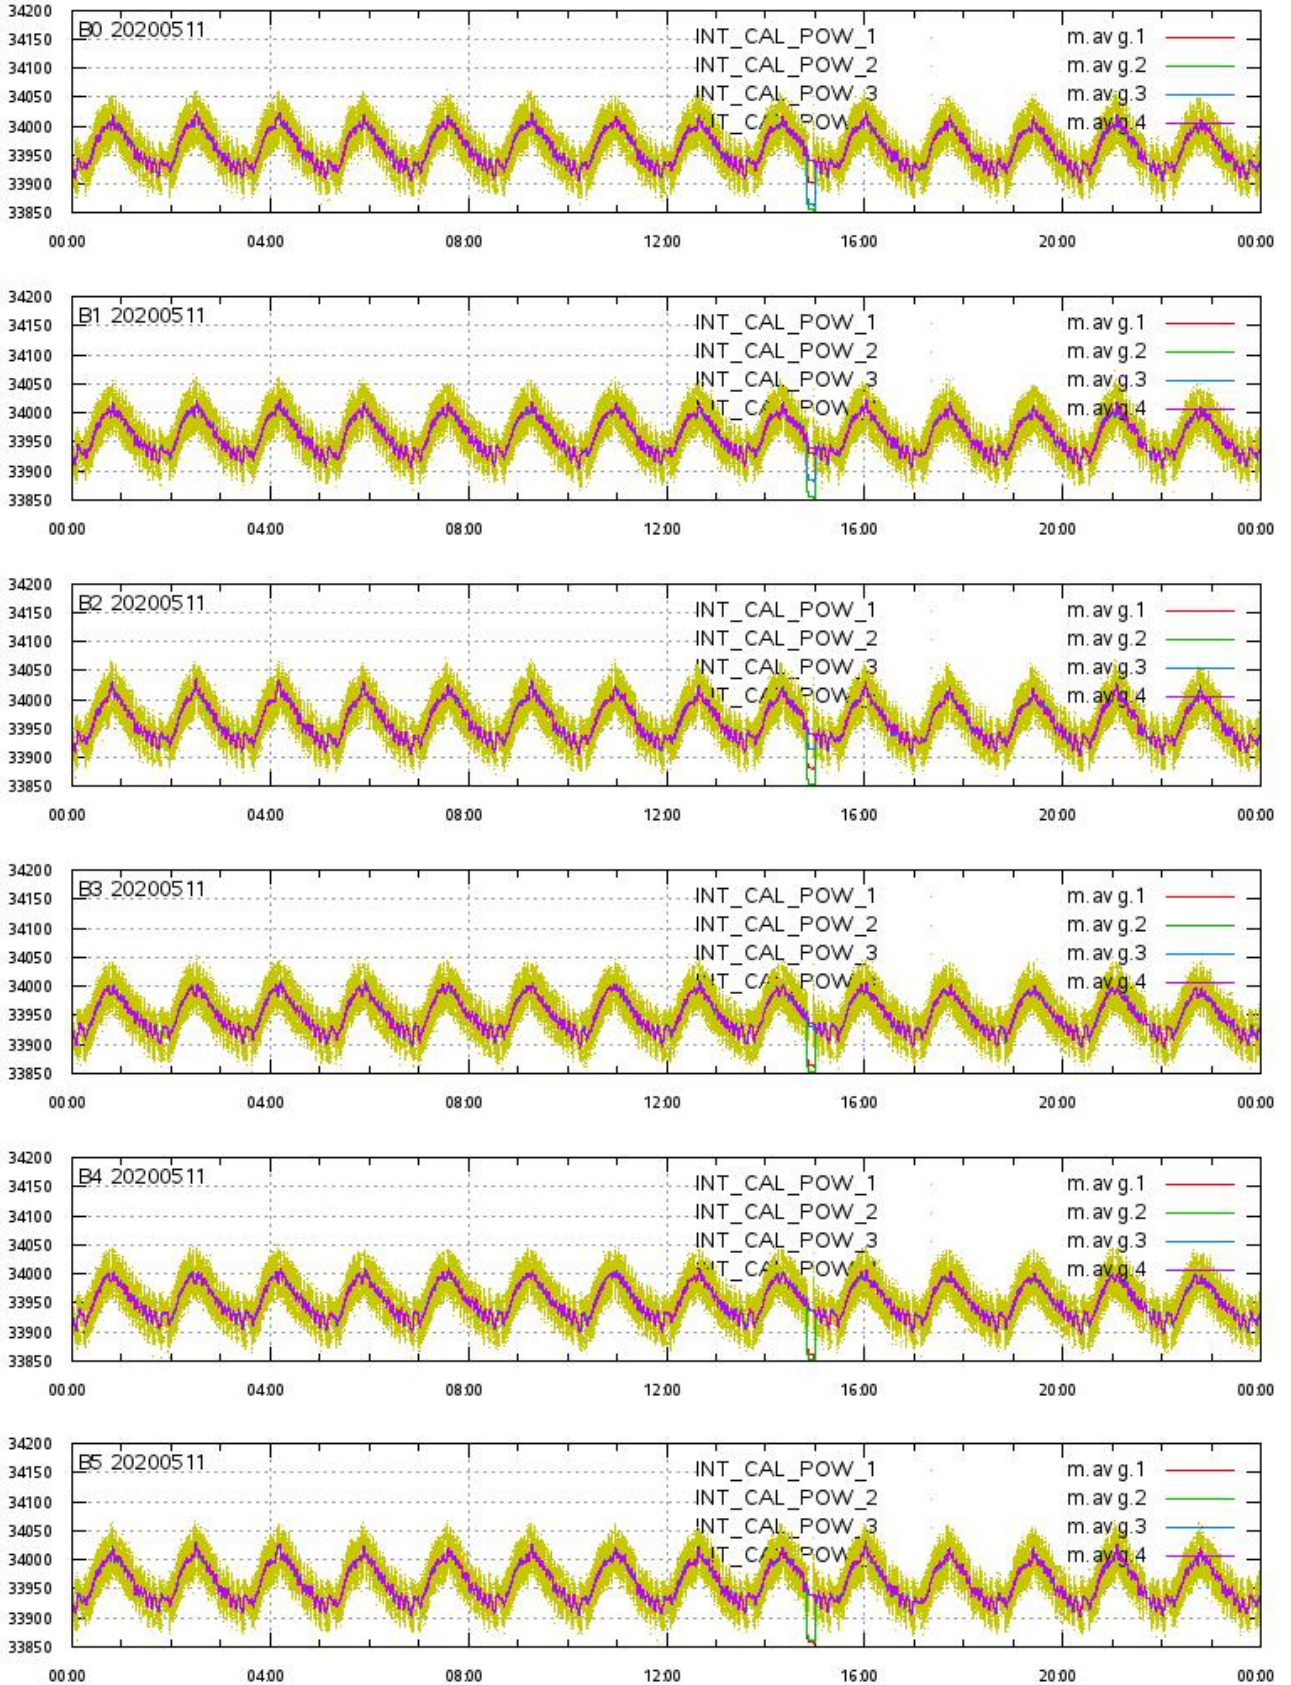 34200
B0 20200511 INT_CAL_POW_1 m.avg.1
34150
34100 INT_CAL_POW_2 m.avg.2
34050 INT_CAL_POW_3 m.avg.3
34000 m.avg.4
33950
33900
33850
00:00 04:00 08:00 12:00 16:00 20:00 00:00
34200
B1 20200511 INT_CAL_POW_1 m.avg.1
34150
34100 INT_CAL_POW_2 m.avg.2
34050 INT_CAL_POW_3 m.avg.3
34000 m.avg.4
33950
33900
33850
00:00 04:00 08:00 12:00 16:00 20:00 00:00
34200
B2 20200511 INT_CAL_POW_1 m.avg.1
34150
34100 INT_CAL_POW_2 m.avg.2
34050 INT_CAL_POW_3 m.avg.3
34000 m.avg.4
33950
33900
33850
00:00 04:00 08:00 12:00 16:00 20:00 00:00
34200
B3 20200511 INT_CAL_POW_1 m.avg.1
34150
34100 INT_CAL_POW_2 m.avg.2
34050 INT_CAL_POW_3 m.avg.3
34000 m.avg.4
33950
33900
33850
00:00 04:00 08:00 12:00 16:00 20:00 00:00
34200
B4 20200511 INT_CAL_POW_1 m.avg.1
34150
34100 INT_CAL_POW_2 m.avg.2
34050 INT_CAL_POW_3 m.avg.3
34000 m.avg.4
33950
33900
33850
00:00 04:00 08:00 12:00 16:00 20:00 00:00
34200
B5 20200511 INT_CAL_POW_1 m.avg.1
34150
34100 INT_CAL_POW_2 m.avg.2
34050 INT_CAL_POW_3 m.avg.3
34000 m.avg.4
33950
33900
33850
00:00 04:00 08:00 12:00 16:00 20:00 00:00